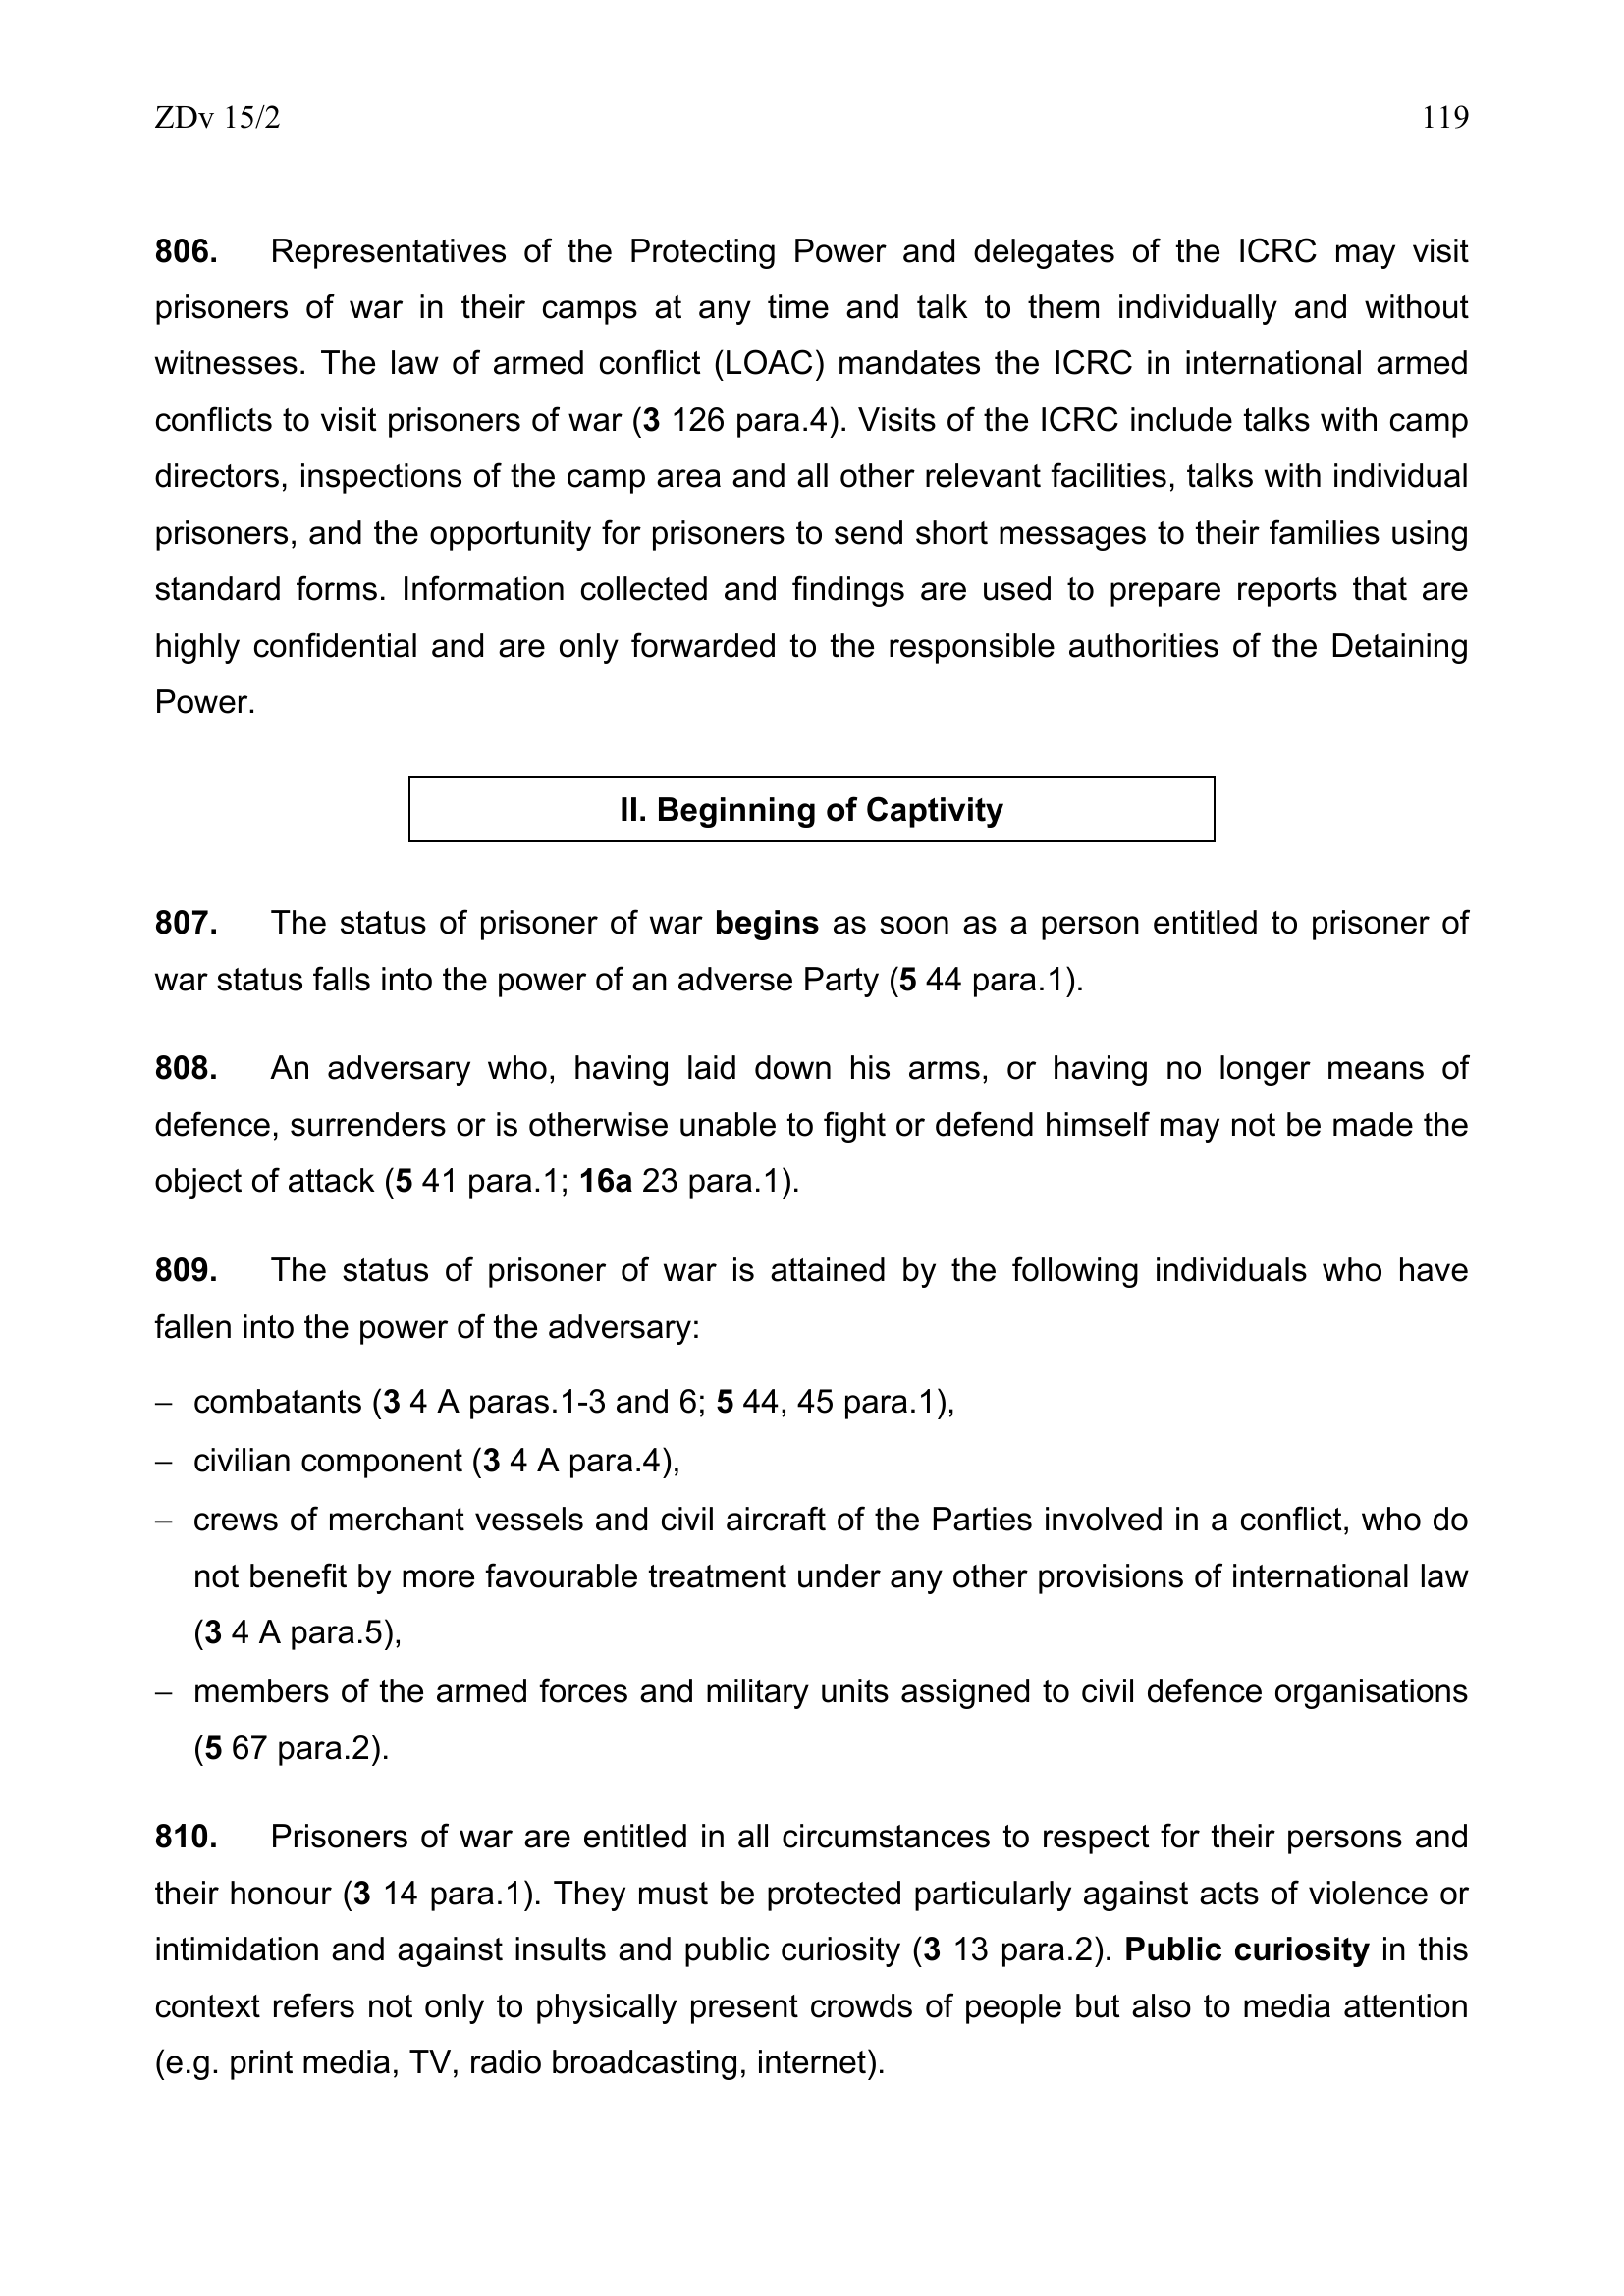 ZDv 15/2 119
806. Representatives of the Protecting Power and delegates of the ICRC may visit
prisoners of war in their camps at any time and talk to them individually and without
witnesses. The law of armed conflict (LOAC) mandates the ICRC in international armed
conflicts to visit prisoners of war (3 126 para.4). Visits of the ICRC include talks with camp
directors, inspections of the camp area and all other relevant facilities, talks with individual
prisoners, and the opportunity for prisoners to send short messages to their families using
standard forms. Information collected and findings are used to prepare reports that are
highly confidential and are only forwarded to the responsible authorities of the Detaining
Power.
II. Beginning of Captivity
807. The status of prisoner of war begins as soon as a person entitled to prisoner of
war status falls into the power of an adverse Party (5 44 para.1).
808. An adversary who, having laid down his arms, or having no longer means of
defence, surrenders or is otherwise unable to fight or defend himself may not be made the
object of attack (5 41 para.1; 16a 23 para.1).
809. The status of prisoner of war is attained by the following individuals who have
fallen into the power of the adversary:
– combatants (3 4 A paras.1-3 and 6; 5 44, 45 para.1),
– civilian component (3 4 A para.4),
– crews of merchant vessels and civil aircraft of the Parties involved in a conflict, who do
not benefit by more favourable treatment under any other provisions of international law
(3 4 A para.5),
– members of the armed forces and military units assigned to civil defence organisations
(5 67 para.2).
810. Prisoners of war are entitled in all circumstances to respect for their persons and
their honour (3 14 para.1). They must be protected particularly against acts of violence or
intimidation and against insults and public curiosity (3 13 para.2). Public curiosity in this
context refers not only to physically present crowds of people but also to media attention
(e.g. print media, TV, radio broadcasting, internet).